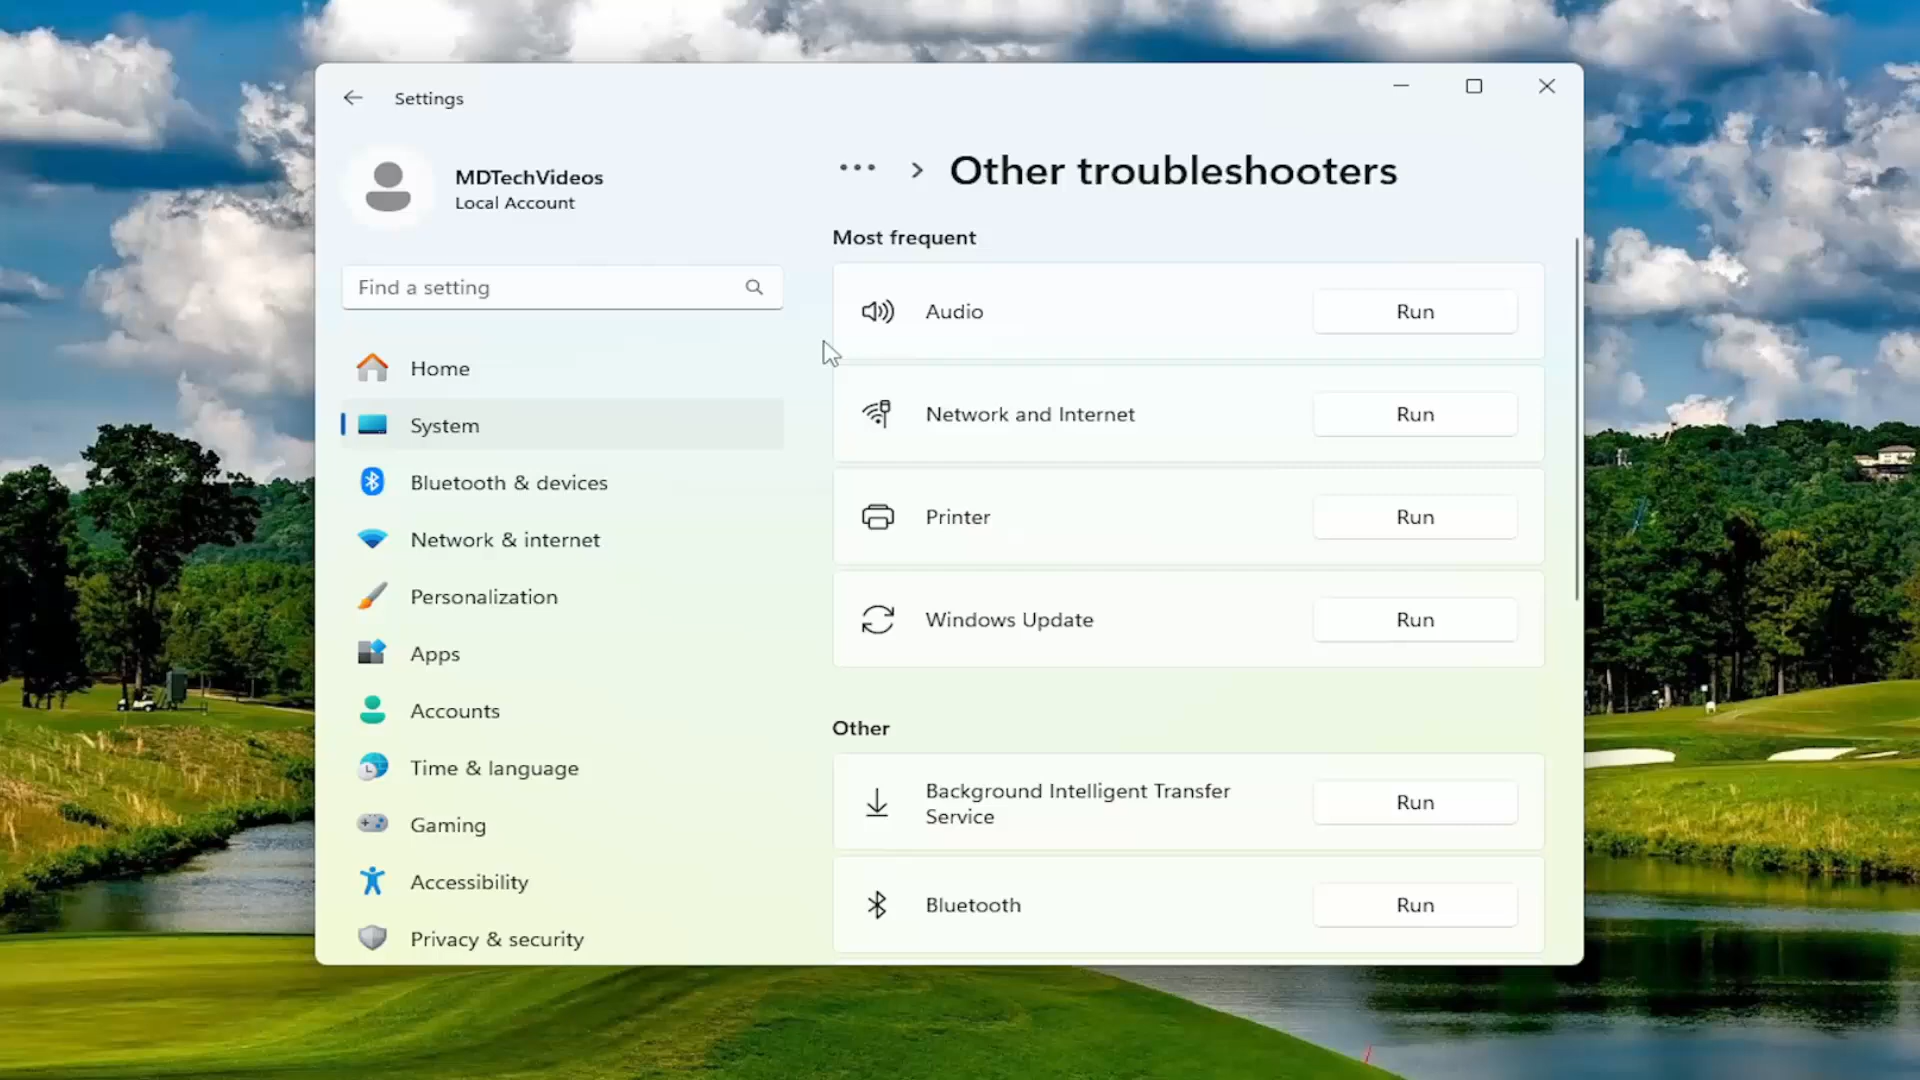 Settings
MDTechVideos
Local Account
Find a setting
Home
System
Bluetooth & devices
Network & internet
Personalization
Apps
Accounts
Time & language
Gaming
Accessibility
Privacy & security
Other troubleshooters
Most frequent
Audio
Run
Network and Internet
Run
Printer
Run
Windows Update
Run
Other
Background Intelligent Transfer
Service
Run
Bluetooth
Run